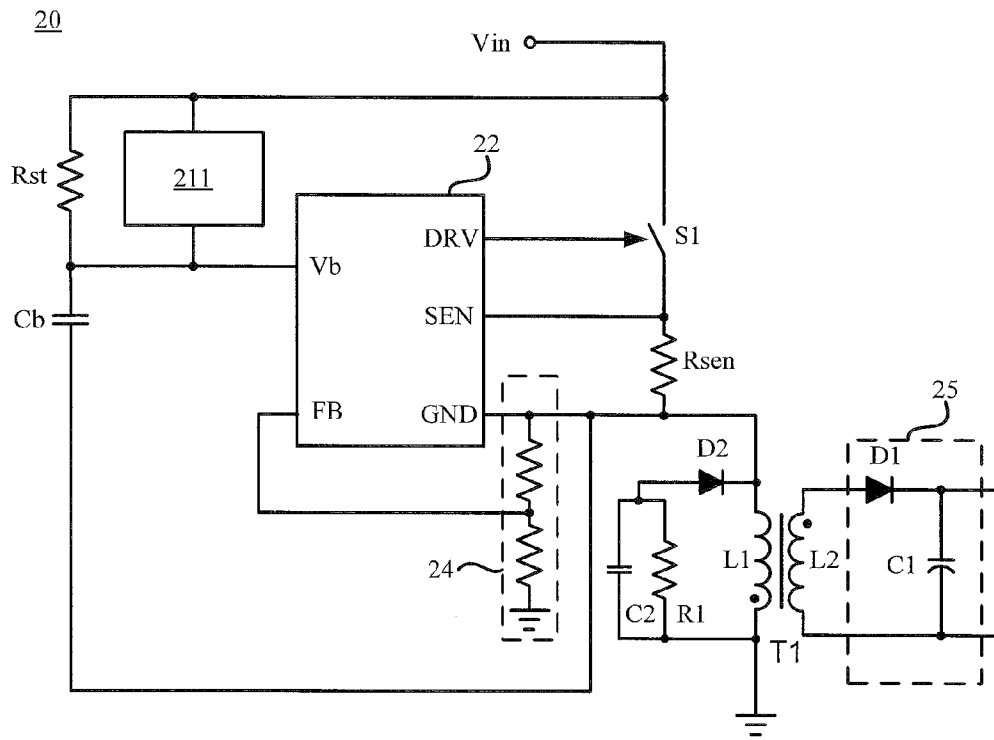 20
Vin
22
Rst
211
DRV
S1
Vb
SEN
Cb
Rsen
FB
GND
25
D2
D1
24
L1
L2
C1
C2
R1
T1